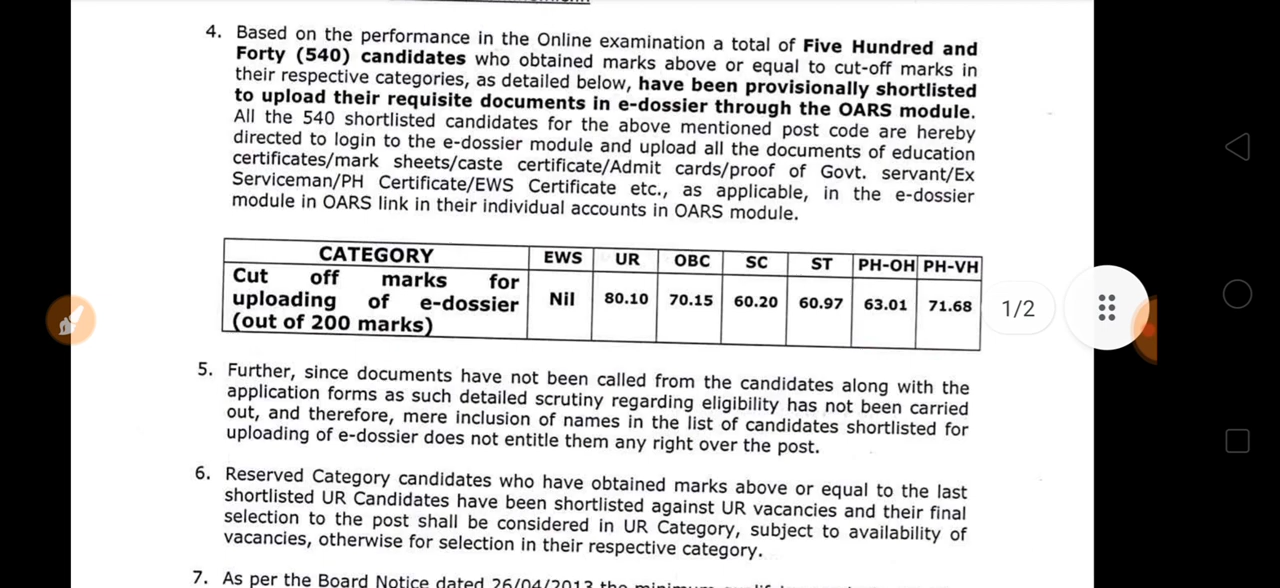 4. Based on the performance in the Online examination a total of Five Hundred and
Forty (540) candidates who obtained marks above or equal to cut-off marks in
their respective categories, as detailed below, have been provisionally shortlisted
to upload their requisite documents in e-dossier through the OARS module.
All the 540 shortlisted candidates for the above mentioned post code are hereby
directed to login to the e-dossier module and upload all the documents of education
certificates/mark sheets/caste certificate/Admit cards/proof of Govt. servant/Ex
Serviceman/PH Certificate/EWS Certificate etc., as applicable, in the e-dossier
module in OARS link in their individual accounts in OARS module.
CATEGORY EWS UR OBC SC ST PH-OH PH-VH
Cut off marks for
uploading of e-dossier Nil 80.10 70.15 60.20 60.97 63.01 71.68
(out of 200 marks)
1/2
5. Further, since documents have not been called from the candidates along with the
application forms as such detailed scrutiny regarding eligibility has not been carried
out, and therefore, mere inclusion of names in the list of candidates shortlisted for
uploading of e-dossier does not entitle them any right over the post.
6. Reserved Category candidates who have obtained marks above or equal to the last
shortlisted UR Candidates have been shortlisted against UR vacancies and their final
selection to the post shall be considered in UR Category, subject to availability of
vacancies, otherwise for selection in their respective category.
7. As per the Board Notice dated 26/04/2013 the